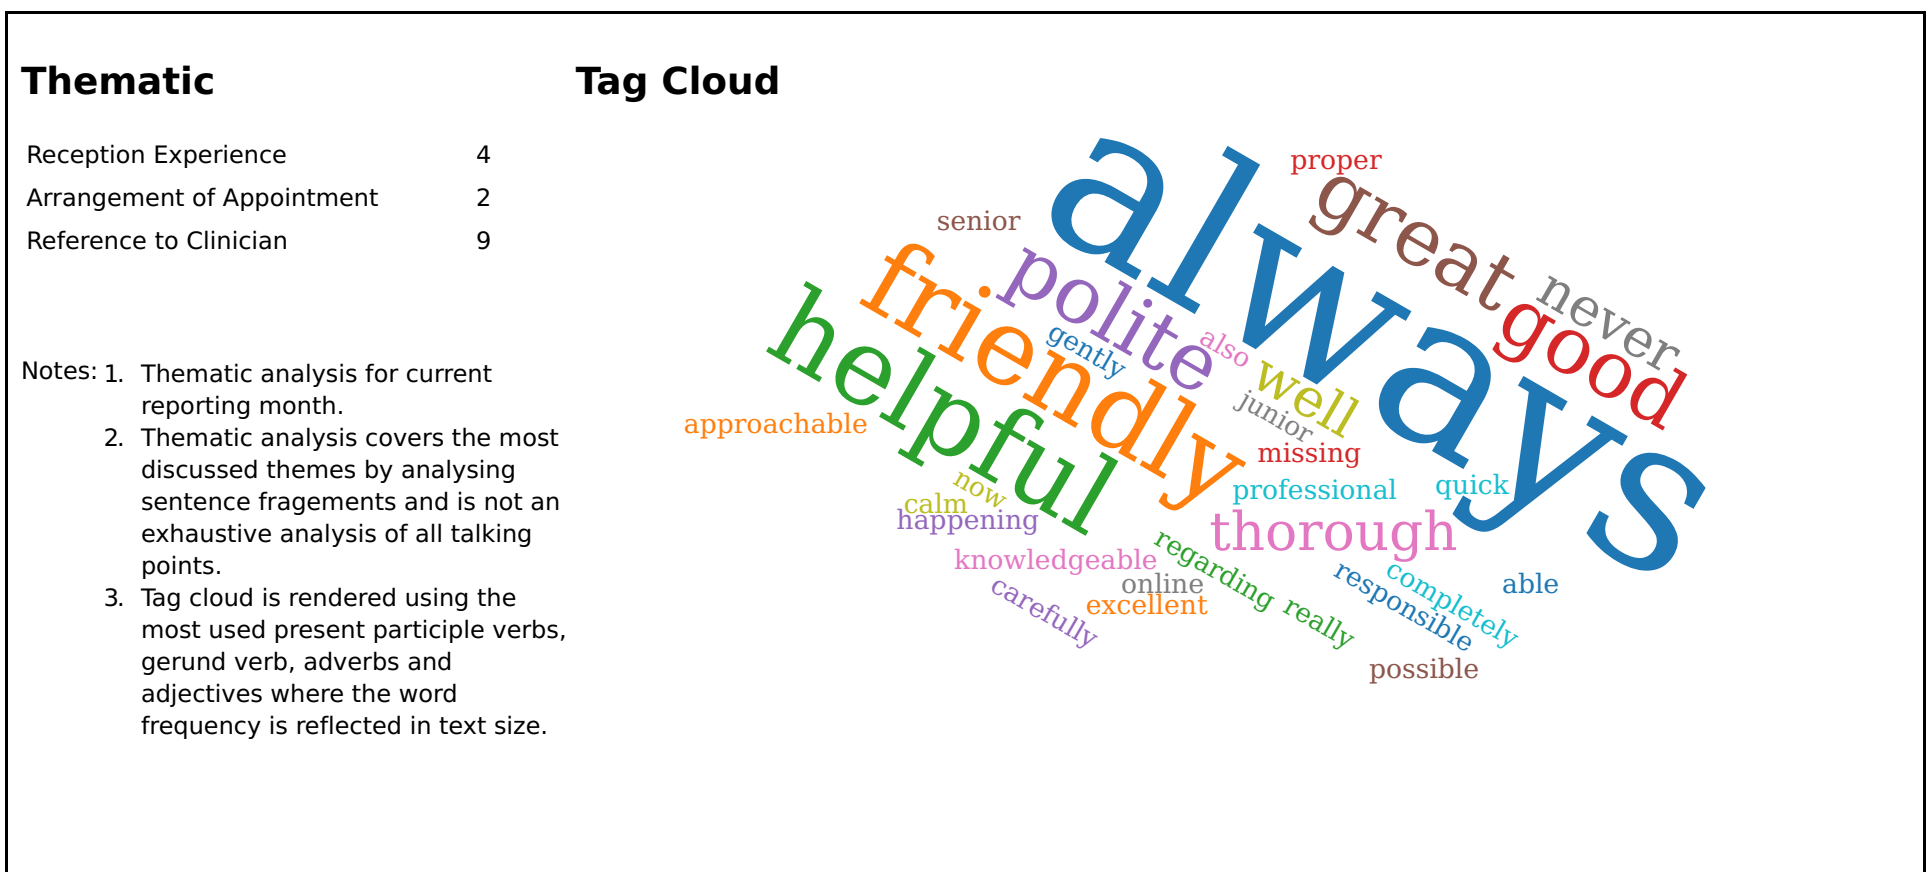 Thematic
Tag Cloud
Reception Experience 4
Arrangement of Appointment 2
Reference to Clinician 9
Notes:
1. Thematic analysis for current
reporting month.
2. Thematic analysis covers the most
discussed themes by analysing
sentence fragements and is not an
exhaustive analysis of all talking
points.
3. Tag cloud is rendered using the
most used present participle verbs,
gerund verb, adverbs and
adjectives where the word
frequency is reflected in text size.
always
proper
great
senior
polite
friendly
never
good
helpful
gently
also
well
junior
approachable
missing
now
professional
quick
calm
happening
thorough
knowledgeable
regarding
online
excellent
carefully
really
responsible
completely
able
possible